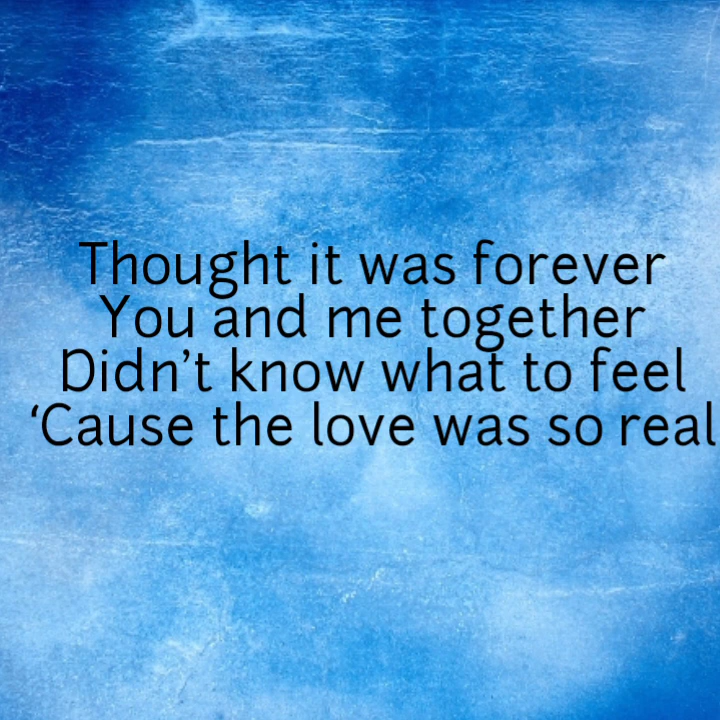 Thought it was forever
You and me together
Didn’t know what to feel
‘Cause the love was so real